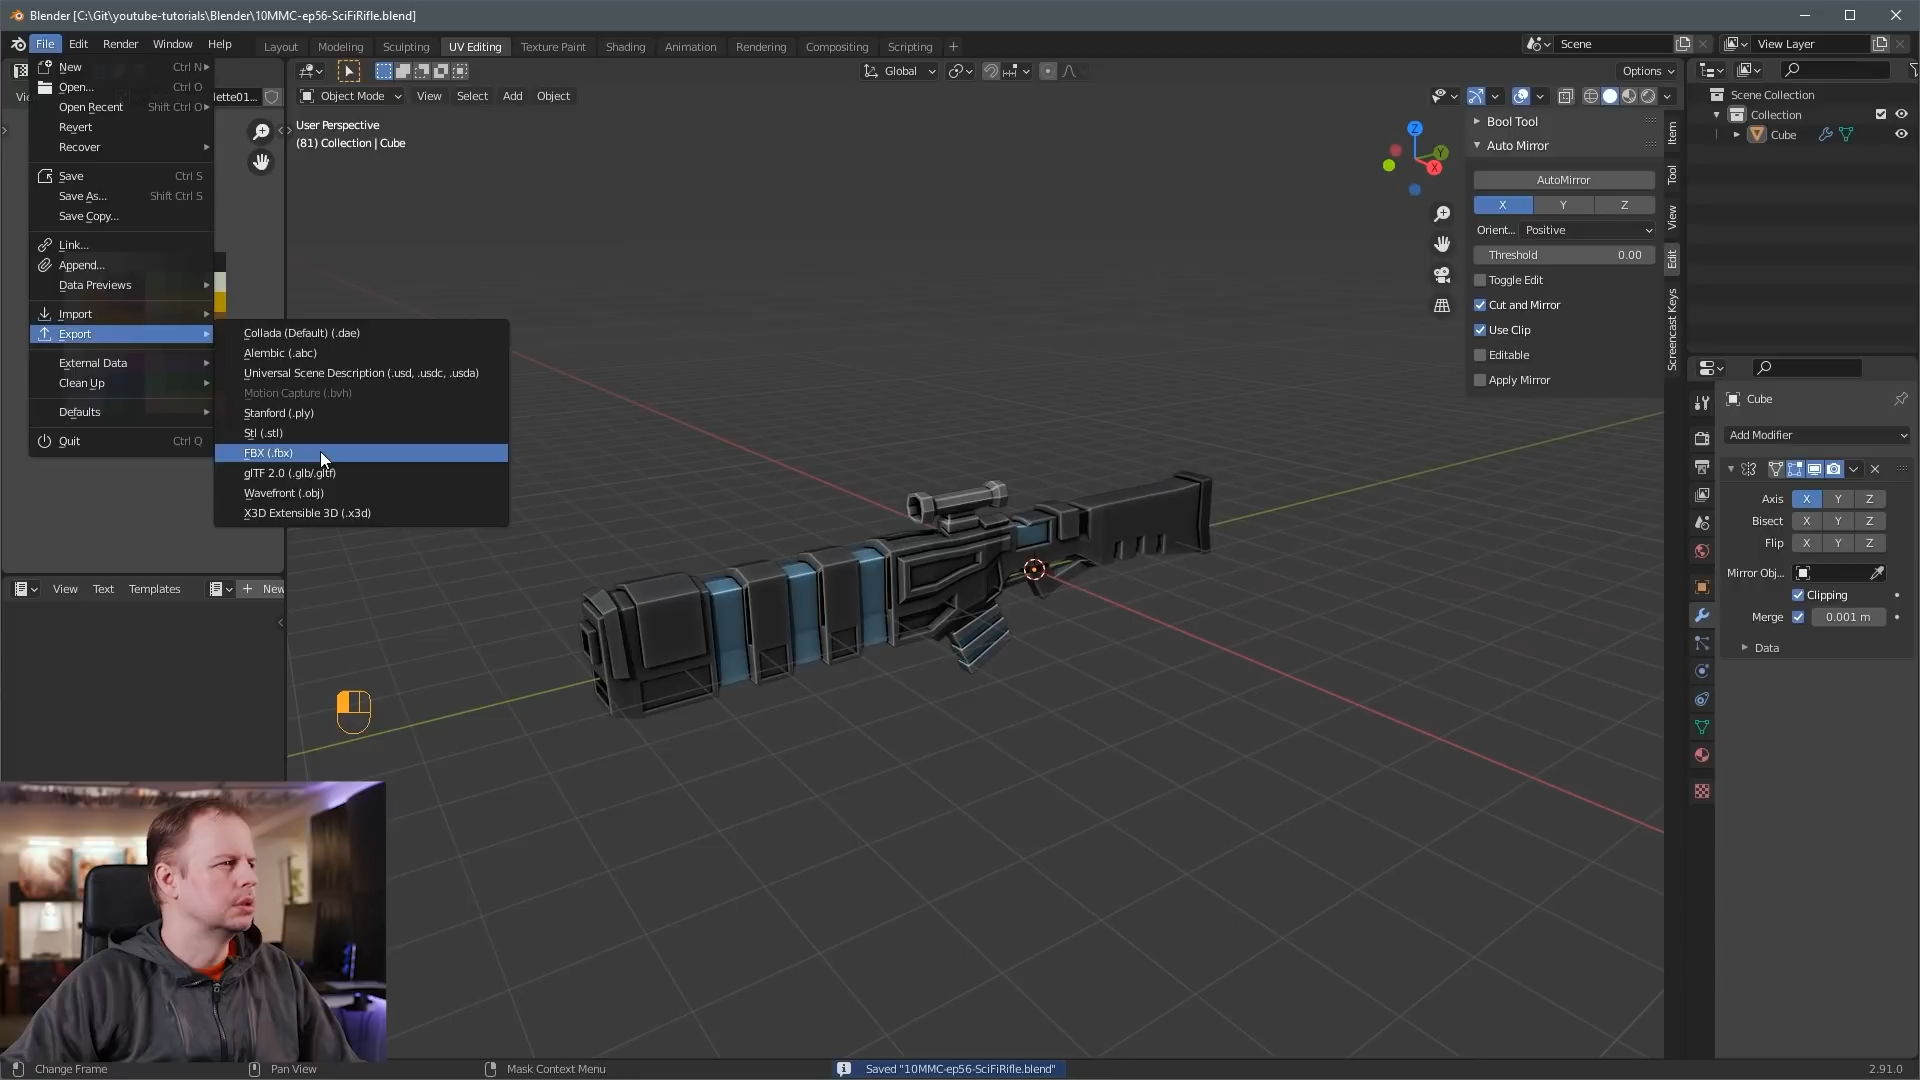 Blender [C:\Git\youtube-tutorials\Blender\10MMC-ep56-SciFiRifle.blend]
File Edit Render Window Help
Layout Modeling Sculpting UV Editing Texture Paint Shading Animation Rendering Compositing Scripting +
Scene
View Layer
New Ctrl N
Open... Ctrl O
Open Recent Shift Ctrl O
Revert
Recover
Save Ctrl S
Save As... Shift Ctrl S
Save Copy...
Link...
Append...
Data Previews
Import
Export
External Data
Clean Up
Defaults
Quit Ctrl Q
Collada (Default) (.dae)
Alembic (.abc)
Universal Scene Description (.usd, .usdc, .usda)
Motion Capture (.bvh)
Stanford (.ply)
Stl (.stl)
FBX (.fbx)
glTF 2.0 (.glb/.gltf)
Wavefront (.obj)
X3D Extensible 3D (.x3d)
lette01...
Global
Options
Object Mode View Select Add Object
User Perspective
(81) Collection | Cube
Z
Y
X
Bool Tool
Auto Mirror
AutoMirror
X Y Z
Orient... Positive
Threshold 0.00
Toggle Edit
Cut and Mirror
Use Clip
Editable
Apply Mirror
Item
Tool
View
Edit
Screencast Keys
Scene Collection
Collection
Cube
Cube
Add Modifier
Axis X Y Z
Bisect X Y Z
Flip X Y Z
Mirror Obj...
Clipping
Merge 0.001 m
Data
View Text Templates + New
Change Frame
Pan View
Mask Context Menu
Saved "10MMC-ep56-SciFiRifle.blend"
2.91.0